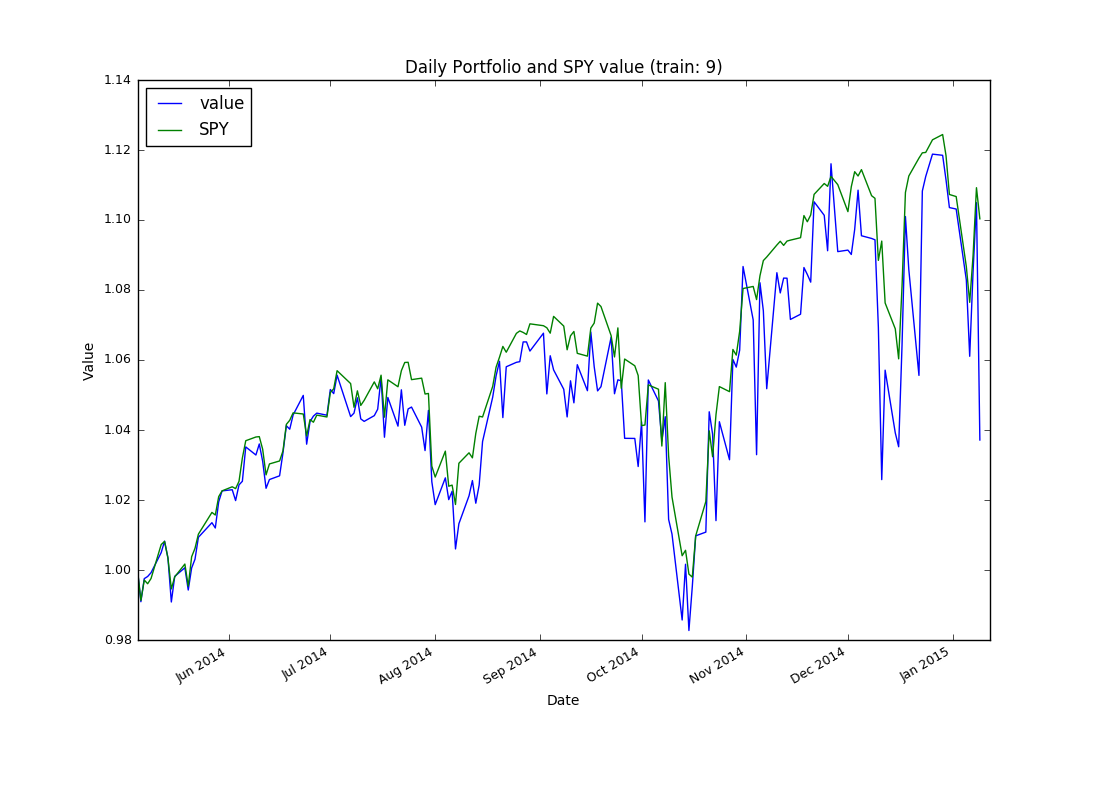 Daily Portfolio and SPY value (train: 9)
value
SPY
1.14
1.12
1.10
1.08
1.06
1.04
1.02
1.00
0.98
Value
Jun 2014
Jul 2014
Aug 2014
Sep 2014
Oct 2014
Nov 2014
Dec 2014
Jan 2015
Date